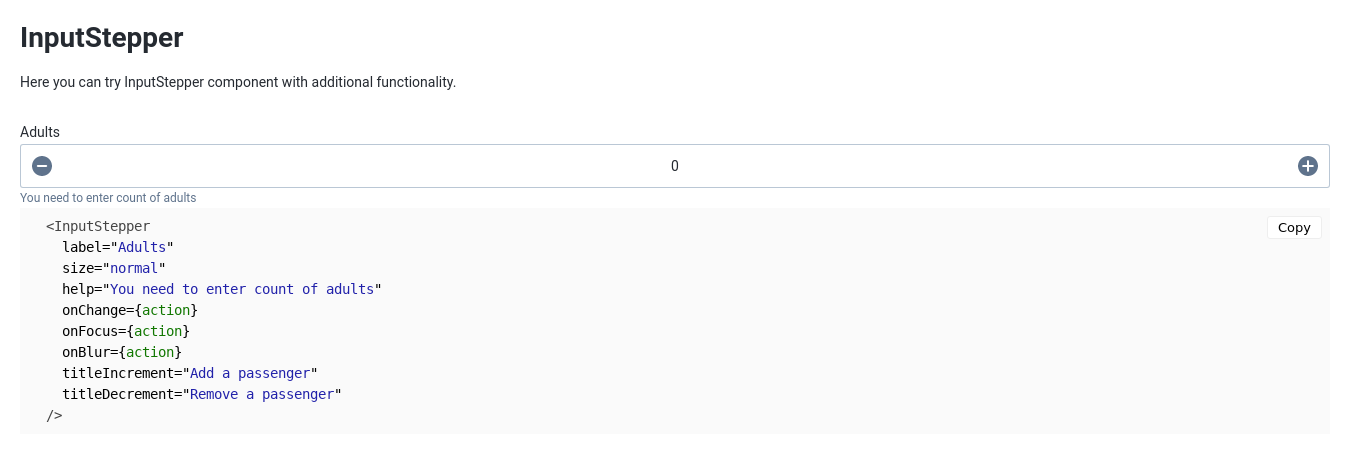 InputStepper
Here you can try InputStepper component with additional functionality.
Adults
0
You need to enter count of adults
<InputStepper
Copy
label="Adults"
size="normal"
help="You need to enter count of adults"
onChange={action}
onFocus={action}
onBlur={action}
titleIncrement="Add a passenger"
titleDecrement="Remove a passenger"
/>